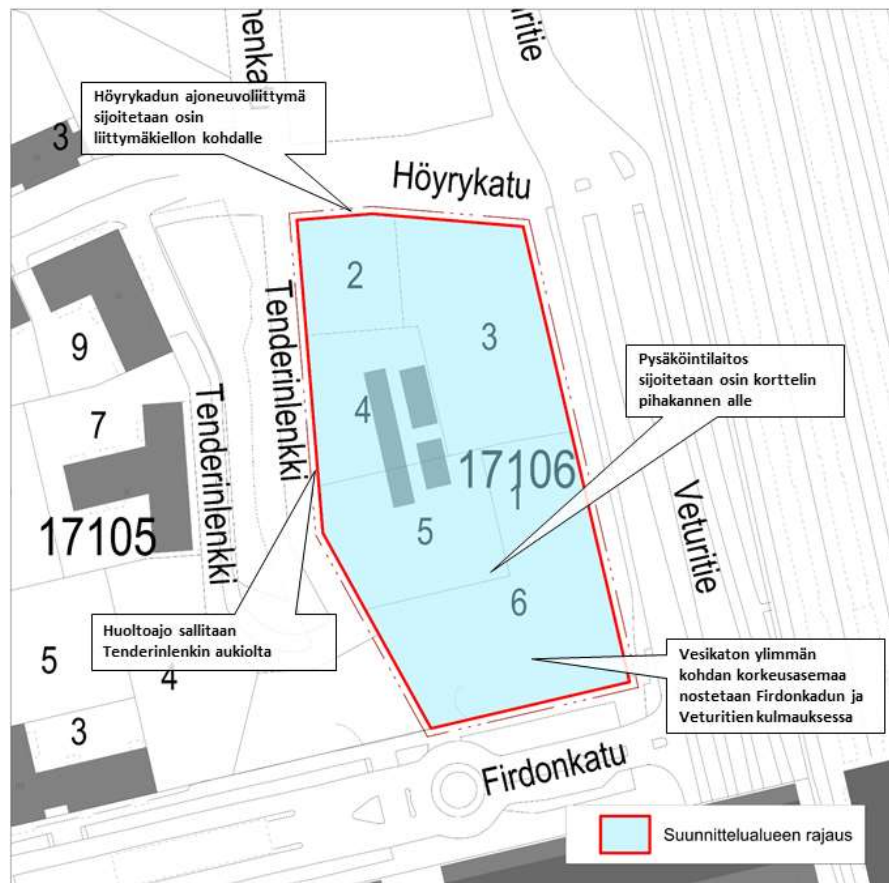 nenkatu
uritie
Höyrykadun ajoneuvoliittymä
sijoitetaan osin
liittymäkiellon kohdalle
3
Höyrykatu
2
3
Tenderinlenkki
9
Pysäköintilaitos
sijoitetaan osin korttelin
pihakannen alle
4
7
Tenderinlenkki
17106
1
17105
5
Veturitie
6
Huoltoajo sallitaan
Tenderinlenkin aukiolta
5
4
Vesikaton ylimmän
kohdan korkeusasemaa
nostetaan Firdonkadun ja
Veturitien kulmauksessa
3
Firdonkatu
Suunnittelualueen rajaus